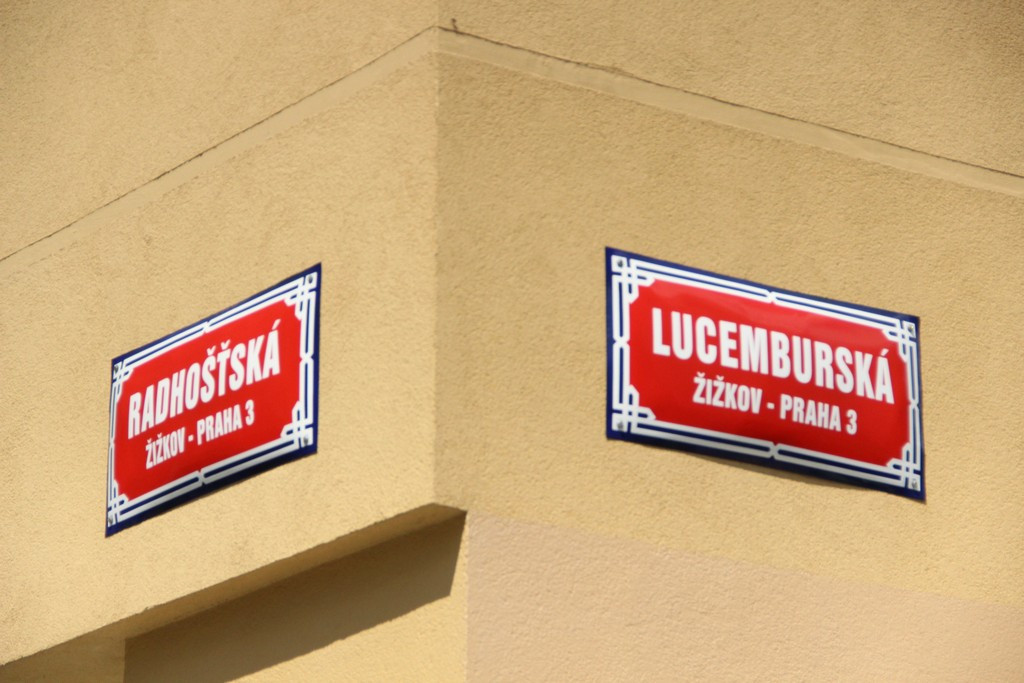 RADHOŠŤSKÁ
ŽIŽKOV - PRAHA 3
LUCEMBURSKÁ
ŽIŽKOV - PRAHA 3